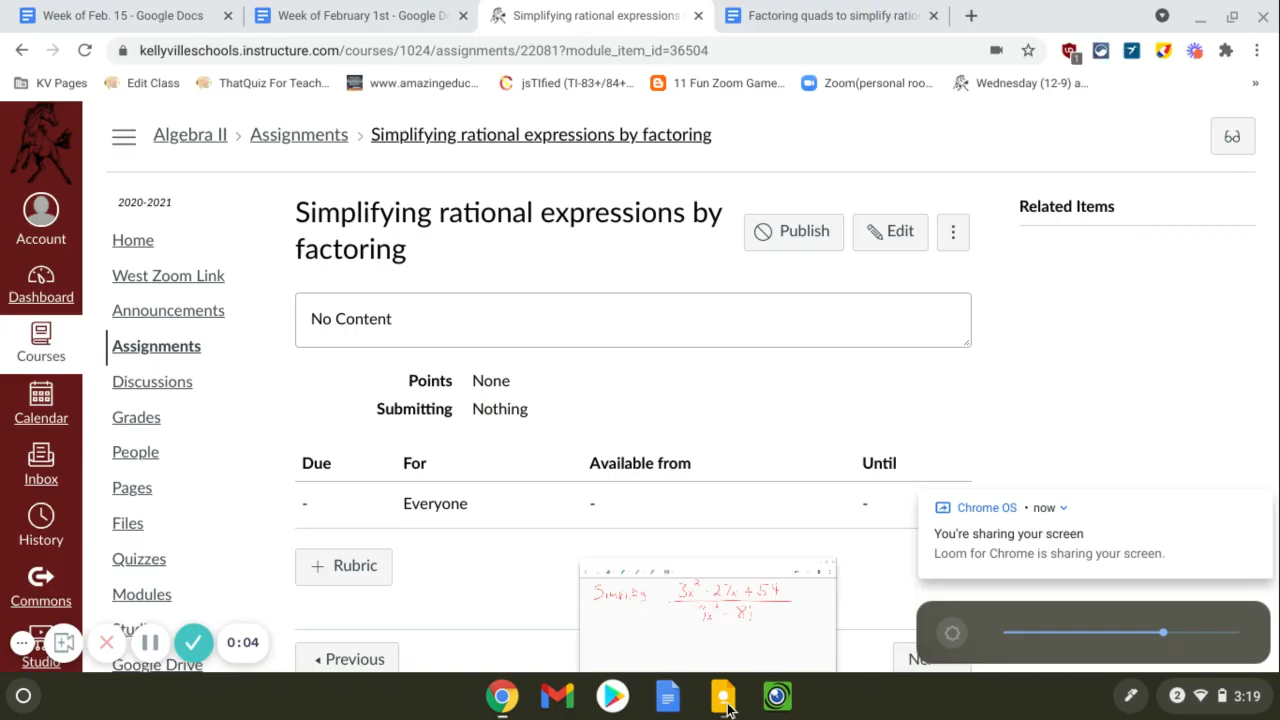 Week of Feb. 15 - Google Docs
Week of February 1st - Google D
Simplifying rational expressions
Factoring quads to simplify ratio
kellyvilleschools.instructure.com/courses/1024/assignments/22081?module_item_id=36504
KV Pages
Edit Class
ThatQuiz For Teach...
www.amazingeduc...
jsTIfied (TI-83+/84+...
11 Fun Zoom Game...
Zoom(personal roo...
Wednesday (12-9) a...
»
Algebra II > Assignments > Simplifying rational expressions by factoring
2020-2021
Account
Dashboard
Courses
Calendar
Inbox
History
Commons
Studio
Home
West Zoom Link
Announcements
Assignments
Discussions
Grades
People
Pages
Files
Quizzes
Modules
Google Drive
Simplifying rational expressions by
factoring
Publish
Edit
Related Items
No Content
Points None
Submitting Nothing
Due For Available from Until
- Everyone - -
+ Rubric
Previous
Chrome OS • now
You're sharing your screen
Loom for Chrome is sharing your screen.
Simplify
3x² - 27x + 54
0:04
2
3:19